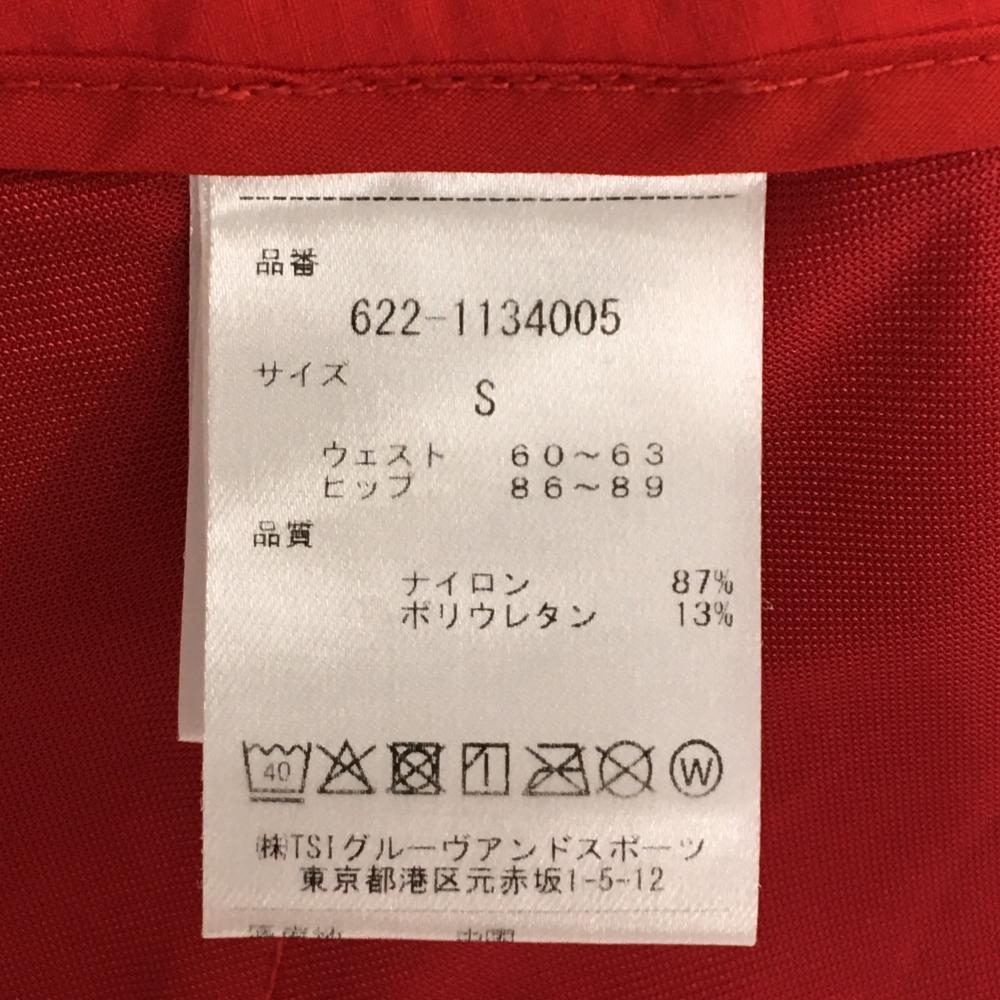 品番
622-1134005
サイズ
S
ウェスト 60～63
ヒップ 86～89
品質
ナイロン 87%
ポリウレタン 13%
40
W
㈱TSIグルーヴアンドスポーツ
東京都港区元赤坂1-5-12